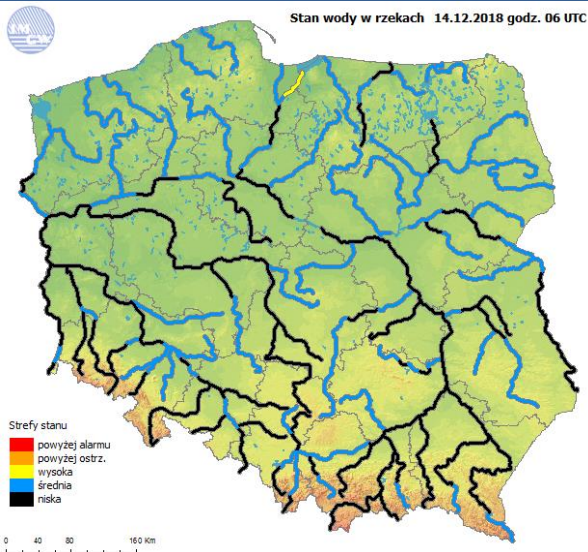 Stan wody w rzekach 14.12.2018 godz. 06 UTC
IMGW
Strefy stanu
powyżej alarmu
powyżej ostrz.
wysoka
średnia
niska
0 40 80 160 Km